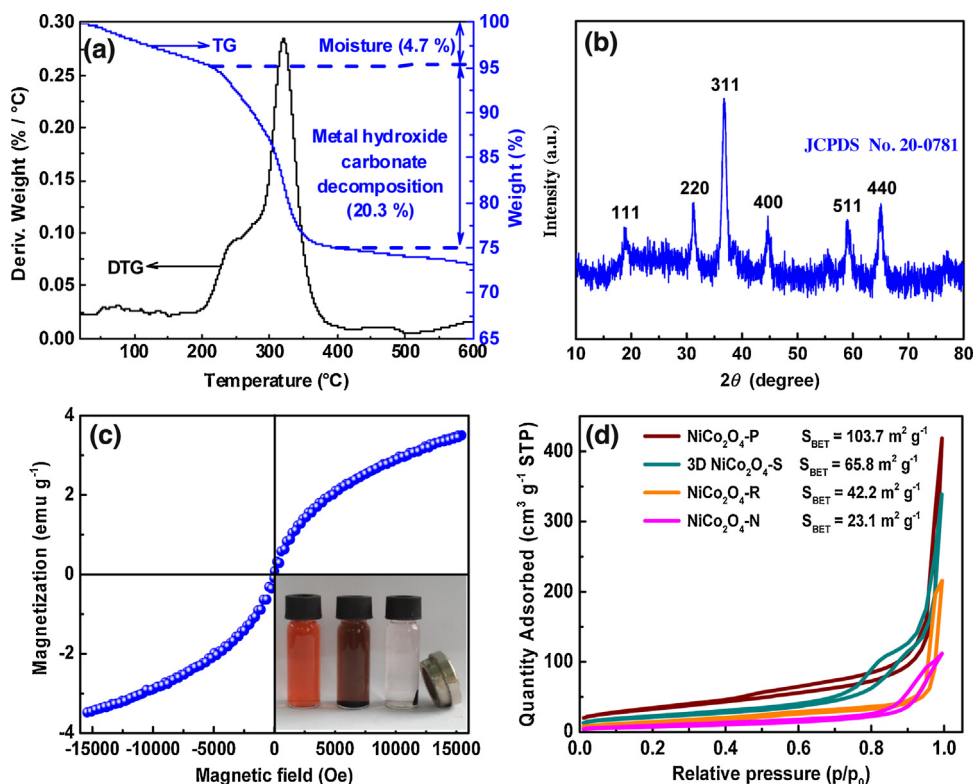 (a)
0.30
0.25
0.20
0.15
0.10
0.05
0.00
Deriv. Weight (% / °C)
TG
Moisture (4.7 %)
Metal hydroxide
carbonate
decomposition
(20.3 %)
DTG
100
95
90
85
80
75
70
65
Weight (%)
100 200 300 400 500 600
Temperature (°C)
(b)
Intensity (a.u.)
111
220
311
400
511
440
JCPDS No. 20-0781
10 20 30 40 50 60 70 80
2θ (degree)
(c)
4
2
0
-2
-4
Magnetization (emu g⁻¹)
-15000 -10000 -5000 0 5000 10000 15000
Magnetic field (Oe)
(d)
400
300
200
100
0
Quantity Adsorbed (cm³ g⁻¹ STP)
NiCo₂O₄-P S_BET = 103.7 m² g⁻¹
3D NiCo₂O₄-S S_BET = 65.8 m² g⁻¹
NiCo₂O₄-R S_BET = 42.2 m² g⁻¹
NiCo₂O₄-N S_BET = 23.1 m² g⁻¹
0.0 0.2 0.4 0.6 0.8 1.0
Relative pressure (p/p₀)